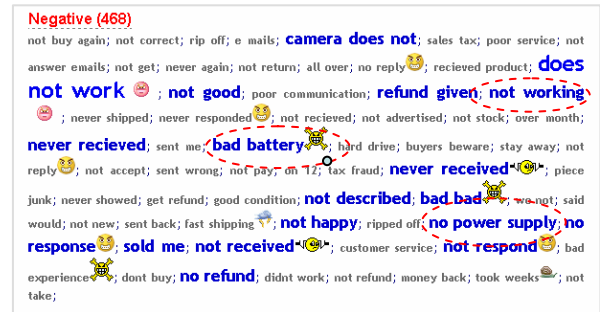 Negative (468)
not buy again; not correct; rip off; e mails; camera does not; sales tax; poor service; not
answer emails; not get; never again; not return; all over; no reply; recieved product; does
not work ; not good; poor communication; refund given; not working
; never shipped; never responded; not recieved; not advertised; not stock; over month;
never recieved; sent me; bad battery; hard drive; buyers beware; stay away; not
reply; not accept; sent wrong; not pay; on 12; tax fraud; never received; piece
junk; never showed; get refund; good condition; not described; bad bad; we not; said
would; not new; sent back; fast shipping ; not happy; ripped off; no power supply; no
response; sold me; not received; customer service; not respond; bad
experience; dont buy; no refund; didnt work; not refund; money back; took weeks; not
take;